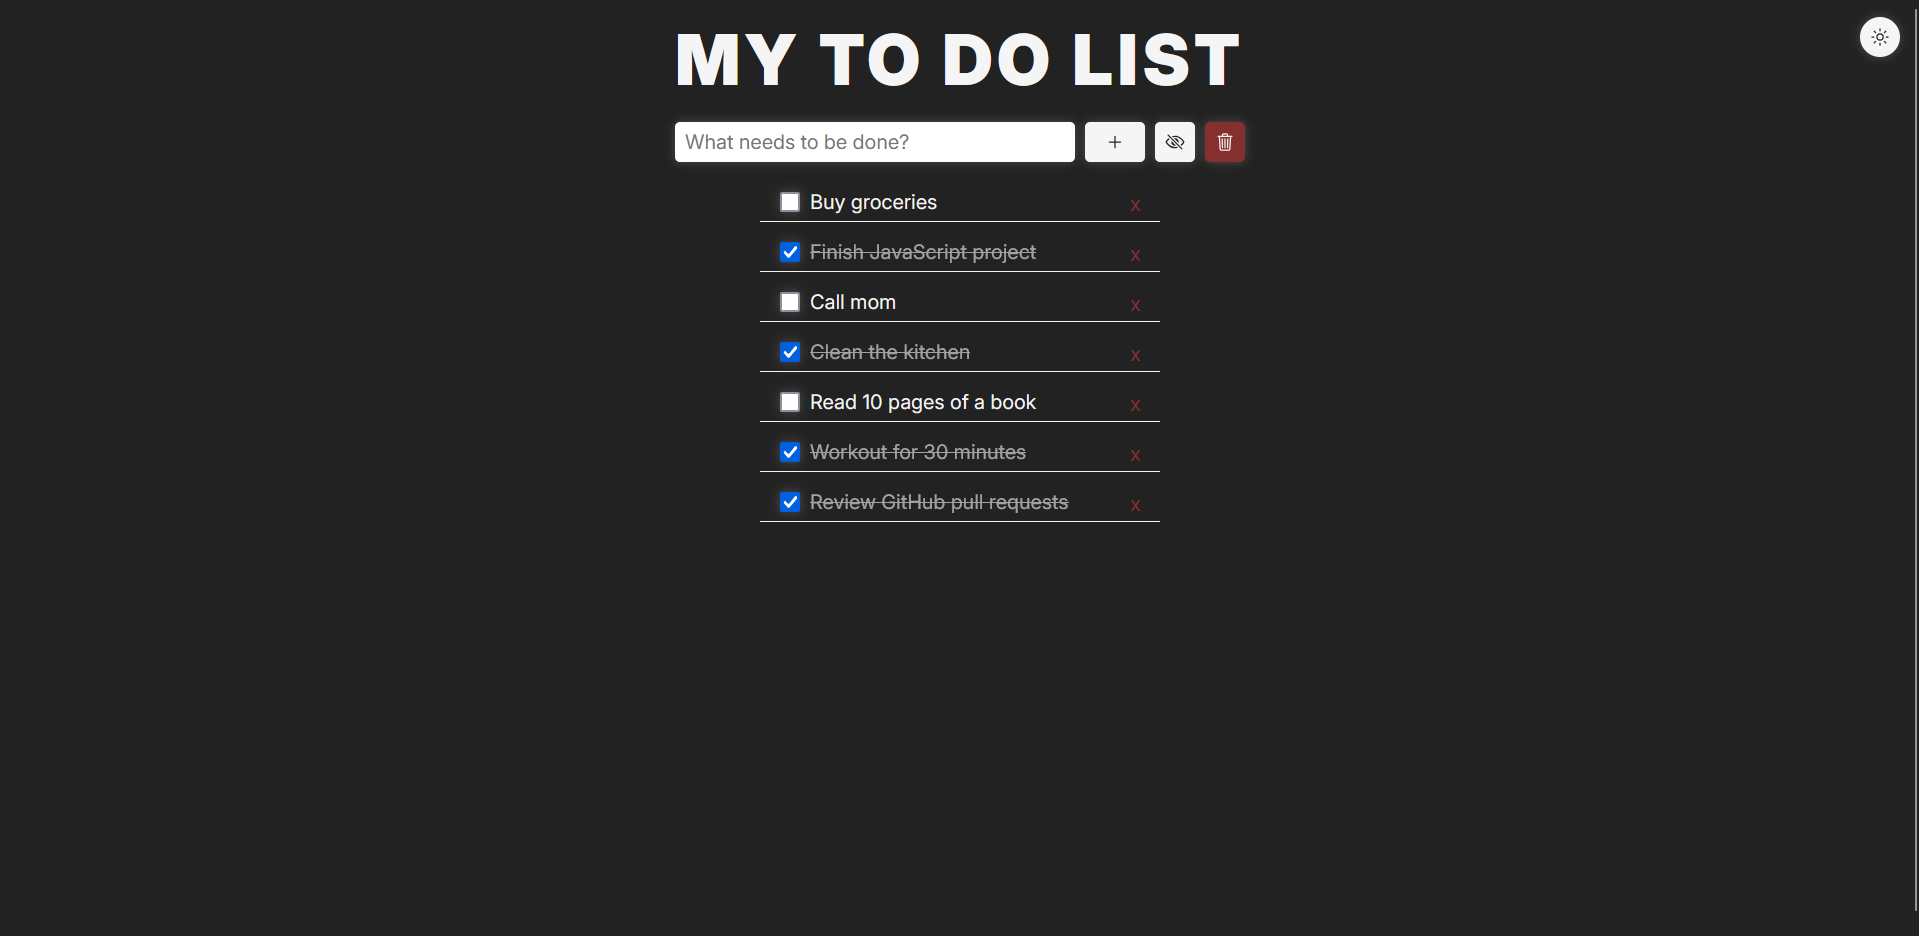 MY TO DO LIST
What needs to be done? +
Buy groceries x
Finish JavaScript project x
Call mom x
Clean the kitchen x
Read 10 pages of a book x
Workout for 30 minutes x
Review GitHub pull requests x